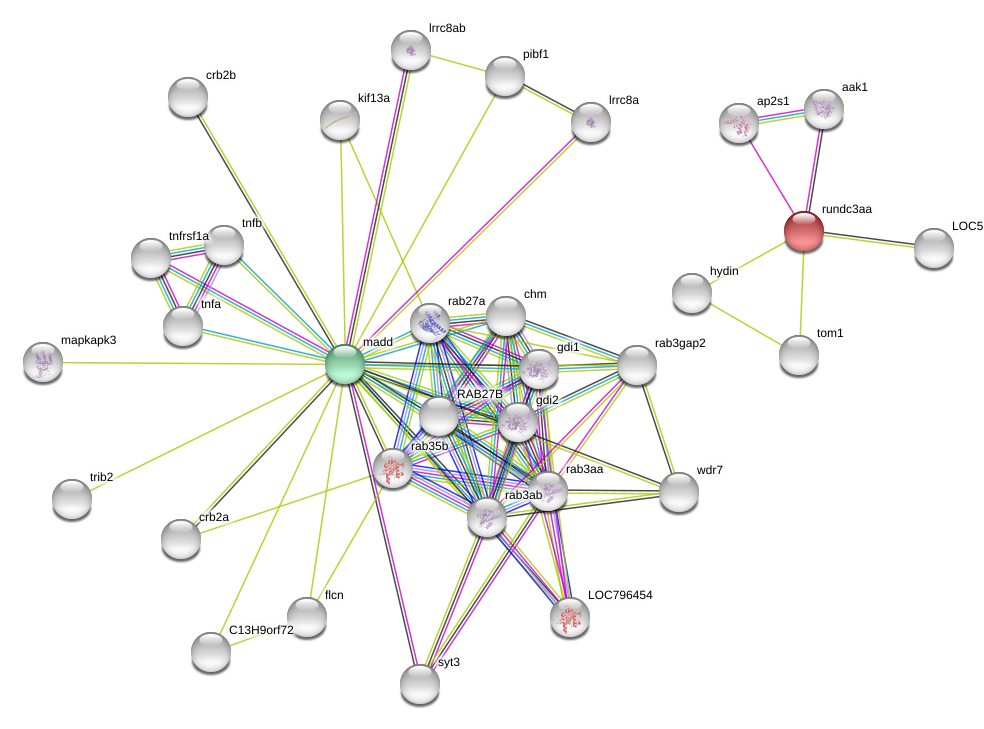 lrrc8ab
pibf1
crb2b
kif13a
lrrc8a
aak1
ap2s1
rundc3aa
tnfb
tnfrsf1a
LOC5
hydin
chm
rab27a
tnfa
tom1
mapkapk3
madd
gdi1
rab3gap2
RAB27B
gdi2
rab35b
rab3aa
wdr7
trib2
rab3ab
crb2a
flcn
LOC796454
C13H9orf72
syt3